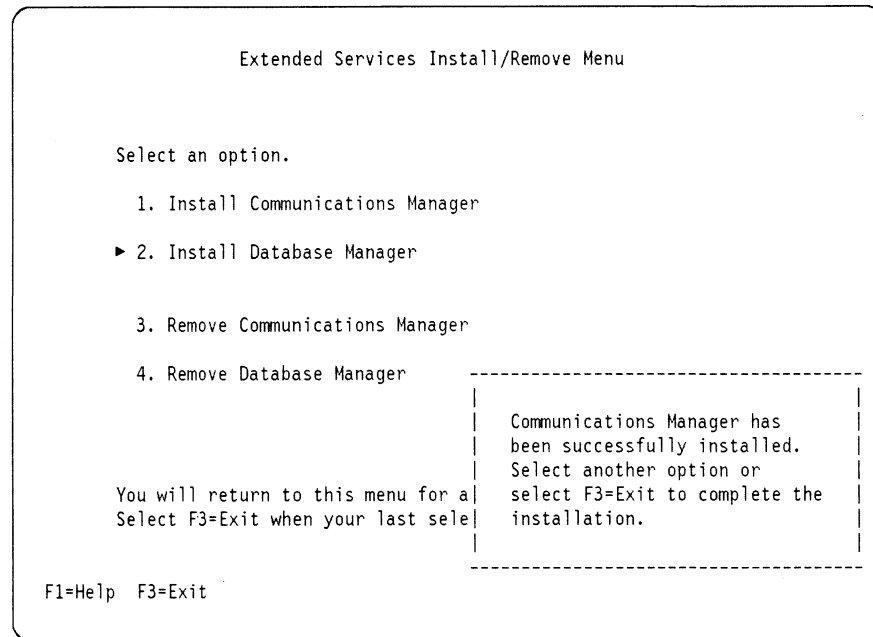 Extended Services Install/Remove Menu
Select an option.
1. Install Communications Manager
► 2. Install Database Manager
3. Remove Communications Manager
4. Remove Database Manager
Communications Manager has
been successfully installed.
Select another option or
select F3=Exit to complete the
installation.
You will return to this menu for a
Select F3=Exit when your last sele
F1=Help F3=Exit